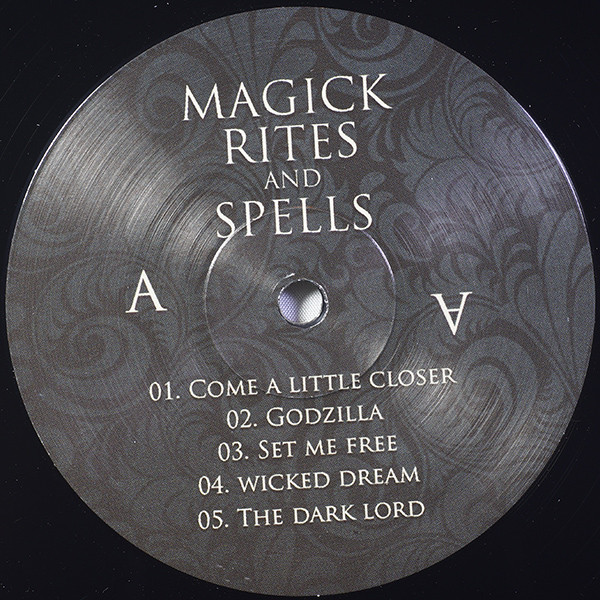 MAGICK
RITES
AND
SPELLS
A A
01. COME A LITTLE CLOSER
02. GODZILLA
03. SET ME FREE
04. WICKED DREAM
05. THE DARK LORD